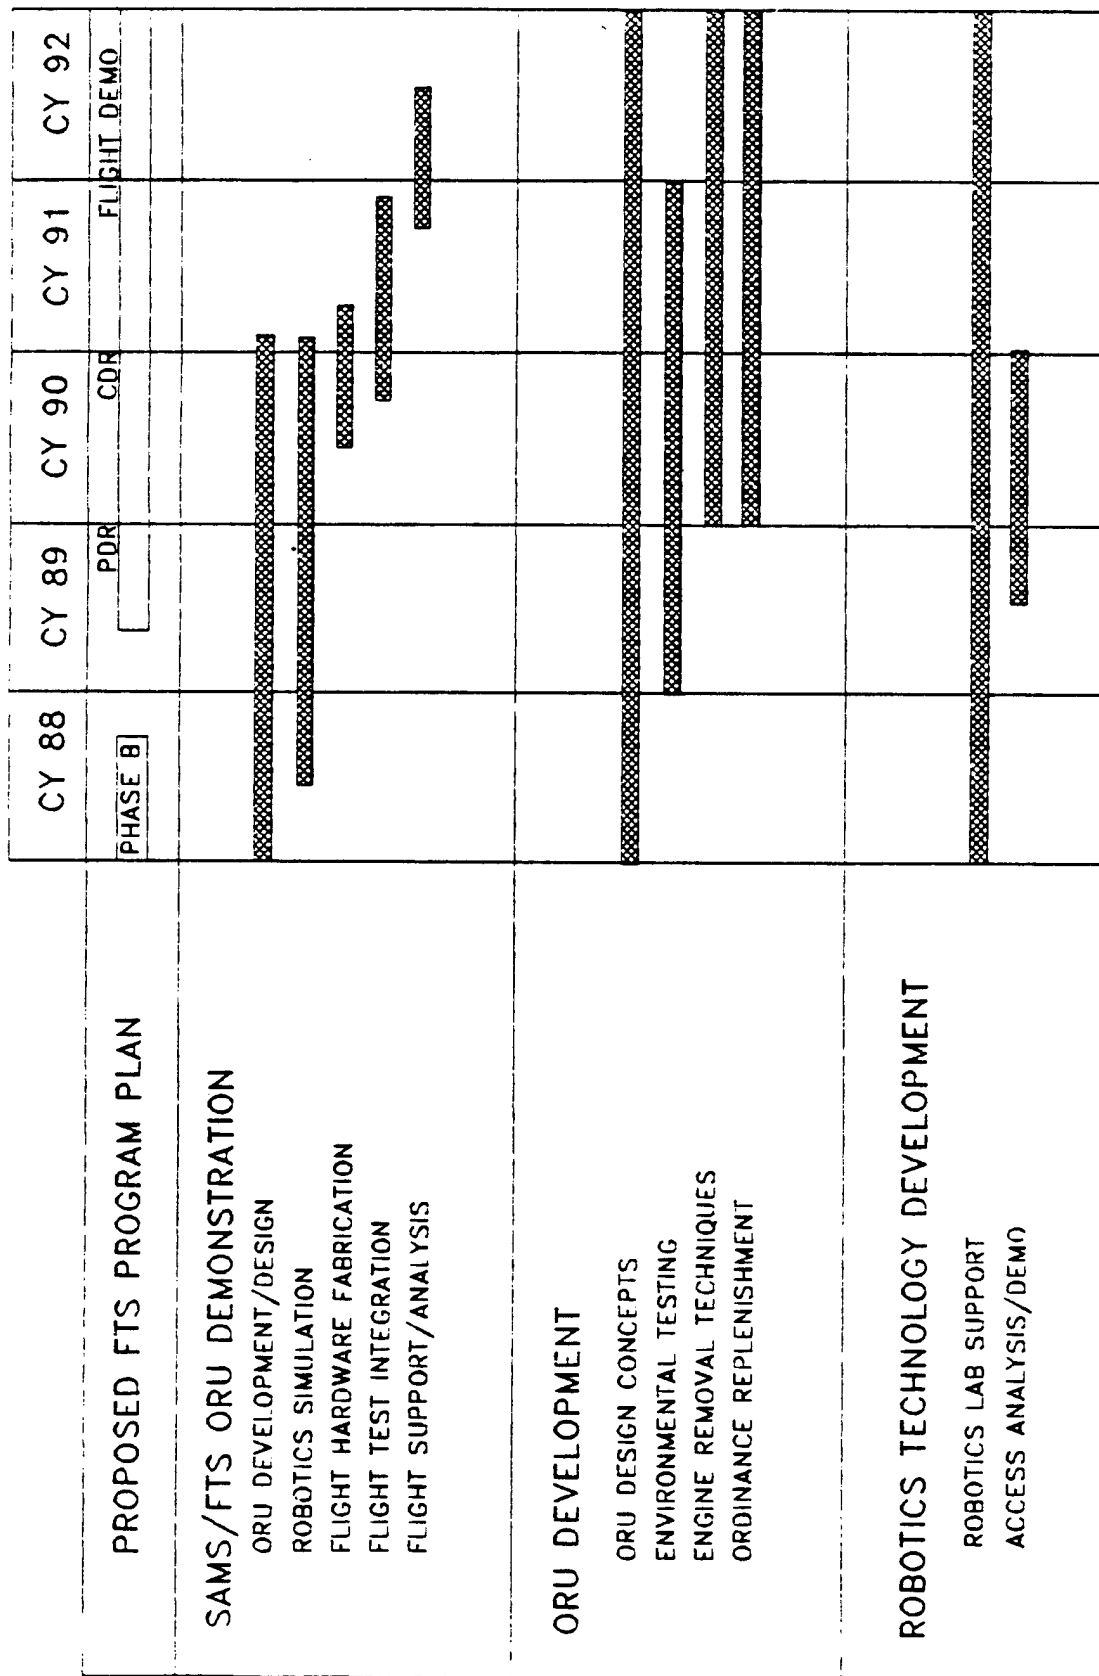 CY 88 CY 89 CY 90 CY 91 CY 92
PROPOSED FTS PROGRAM PLAN
PHASE B PDR CDR FLIGHT DEMO
SAMS/FTS ORU DEMONSTRATION
ORU DEVELOPMENT/DESIGN
ROBOTICS SIMULATION
FLIGHT HARDWARE FABRICATION
FLIGHT TEST INTEGRATION
FLIGHT SUPPORT/ANALYSIS
ORU DEVELOPMENT
ORU DESIGN CONCEPTS
ENVIRONMENTAL TESTING
ENGINE REMOVAL TECHNIQUES
ORDINANCE REPLENISHMENT
ROBOTICS TECHNOLOGY DEVELOPMENT
ROBOTICS LAB SUPPORT
ACCESS ANALYSIS/DEMO